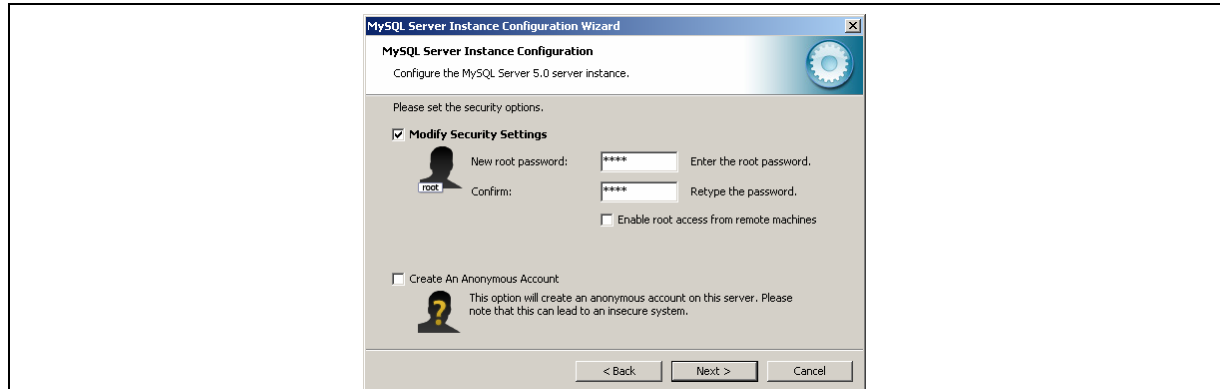 MySQL Server Instance Configuration Wizard
MySQL Server Instance Configuration
Configure the MySQL Server 5.0 server instance.
Please set the security options.
Modify Security Settings
root
New root password: **** Enter the root password.
Confirm: **** Retype the password.
Enable root access from remote machines
Create An Anonymous Account
?
This option will create an anonymous account on this server. Please
note that this can lead to an insecure system.
< Back Next > Cancel